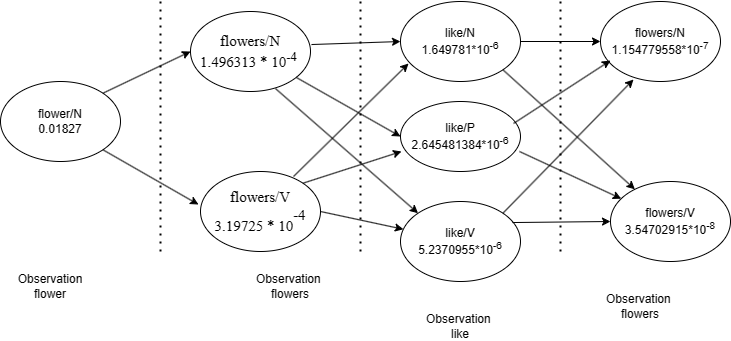 flower/N
0.01827
flowers/N
1.496313 * 10-4
flowers/V
3.19725 * 10-4
like/N
1.649781*10-6
like/P
2.645481384*10-6
like/V
5.2370955*10-6
flowers/N
1.154779558*10-7
flowers/V
3.54702915*10-8
Observation
flower
Observation
flowers
Observation
like
Observation
flowers